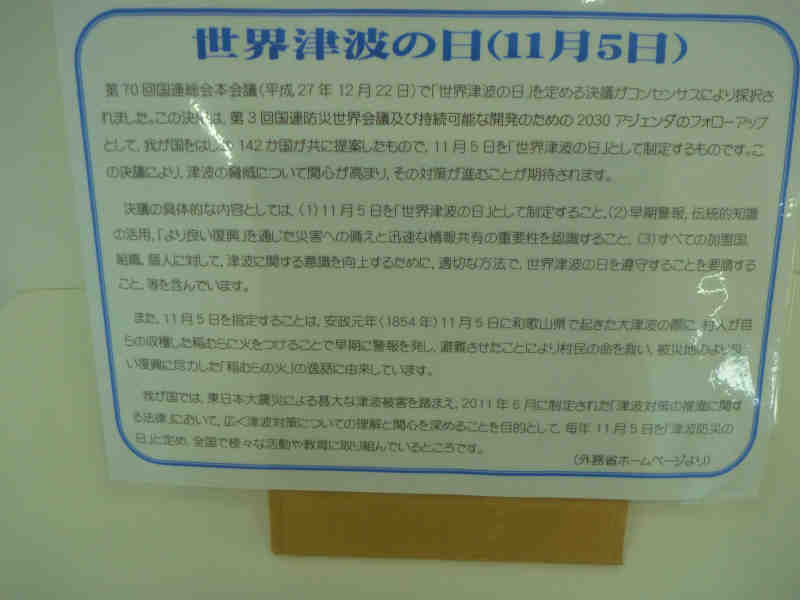 世界津波の日(11月5日)
第70回国連総会本会議(平成27年12月22日)で「世界津波の日」を定める決議がコンセンサスにより採択さ
れました。この決議は、第3回国連防災世界会議及び持続可能な開発のための2030アジェンダのフォローアップ
として、我が国をはじめ142か国が共に提案したもので、11月5日を「世界津波の日」として制定するものです。こ
の決議により、津波の脅威について関心が高まり、その対策が進むことが期待されます。
決議の具体的な内容としては、(1)11月5日を「世界津波の日」として制定すること、(2)早期警報、伝統的知識
の活用、「より良い復興」を通じた災害への備えと迅速な情報共有の重要性を認識すること、(3)すべての加盟国、
組織、個人に対して、津波に関する意識を向上するために、適切な方法で、世界津波の日を遵守することを要請する
こと、等を含んでいます。
また、11月5日を指定することは、安政元年(1854年)11月5日に和歌山県で起きた大津波の際に、村人が自
らの収穫した稲むらに火をつけることで早期に警報を発し、避難させたことにより村民の命を救い、被災地のより良
い復興に尽力した「稲むらの火」の逸話に由来しています。
我が国では、東日本大震災による甚大な津波被害を踏まえ、2011年6月に制定された「津波対策の推進に関す
る法律」において、広く津波対策についての理解と関心を深めることを目的として、毎年11月5日を「津波防災の
日」と定め、全国で様々な活動や教育に取り組んでいるところです。
(外務省ホームページより)